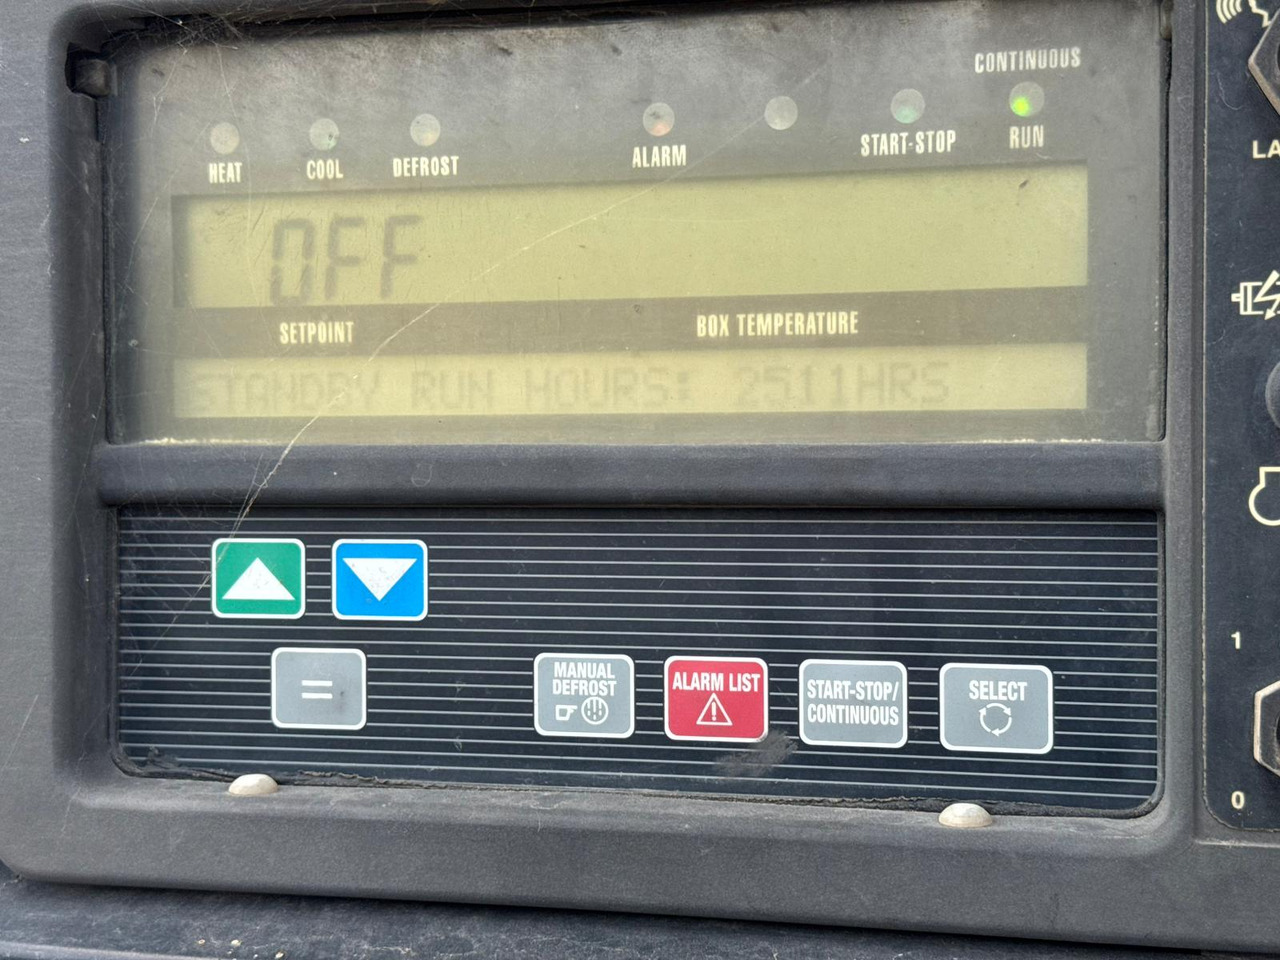 CONTINUOUS
HEAT
COOL
DEFROST
ALARM
START-STOP
RUN
OFF
SETPOINT
BOX TEMPERATURE
STANDBY RUN HOURS: 2511HRS
MANUAL
DEFROST
ALARM LIST
START-STOP/
CONTINUOUS
SELECT
LA
1
0